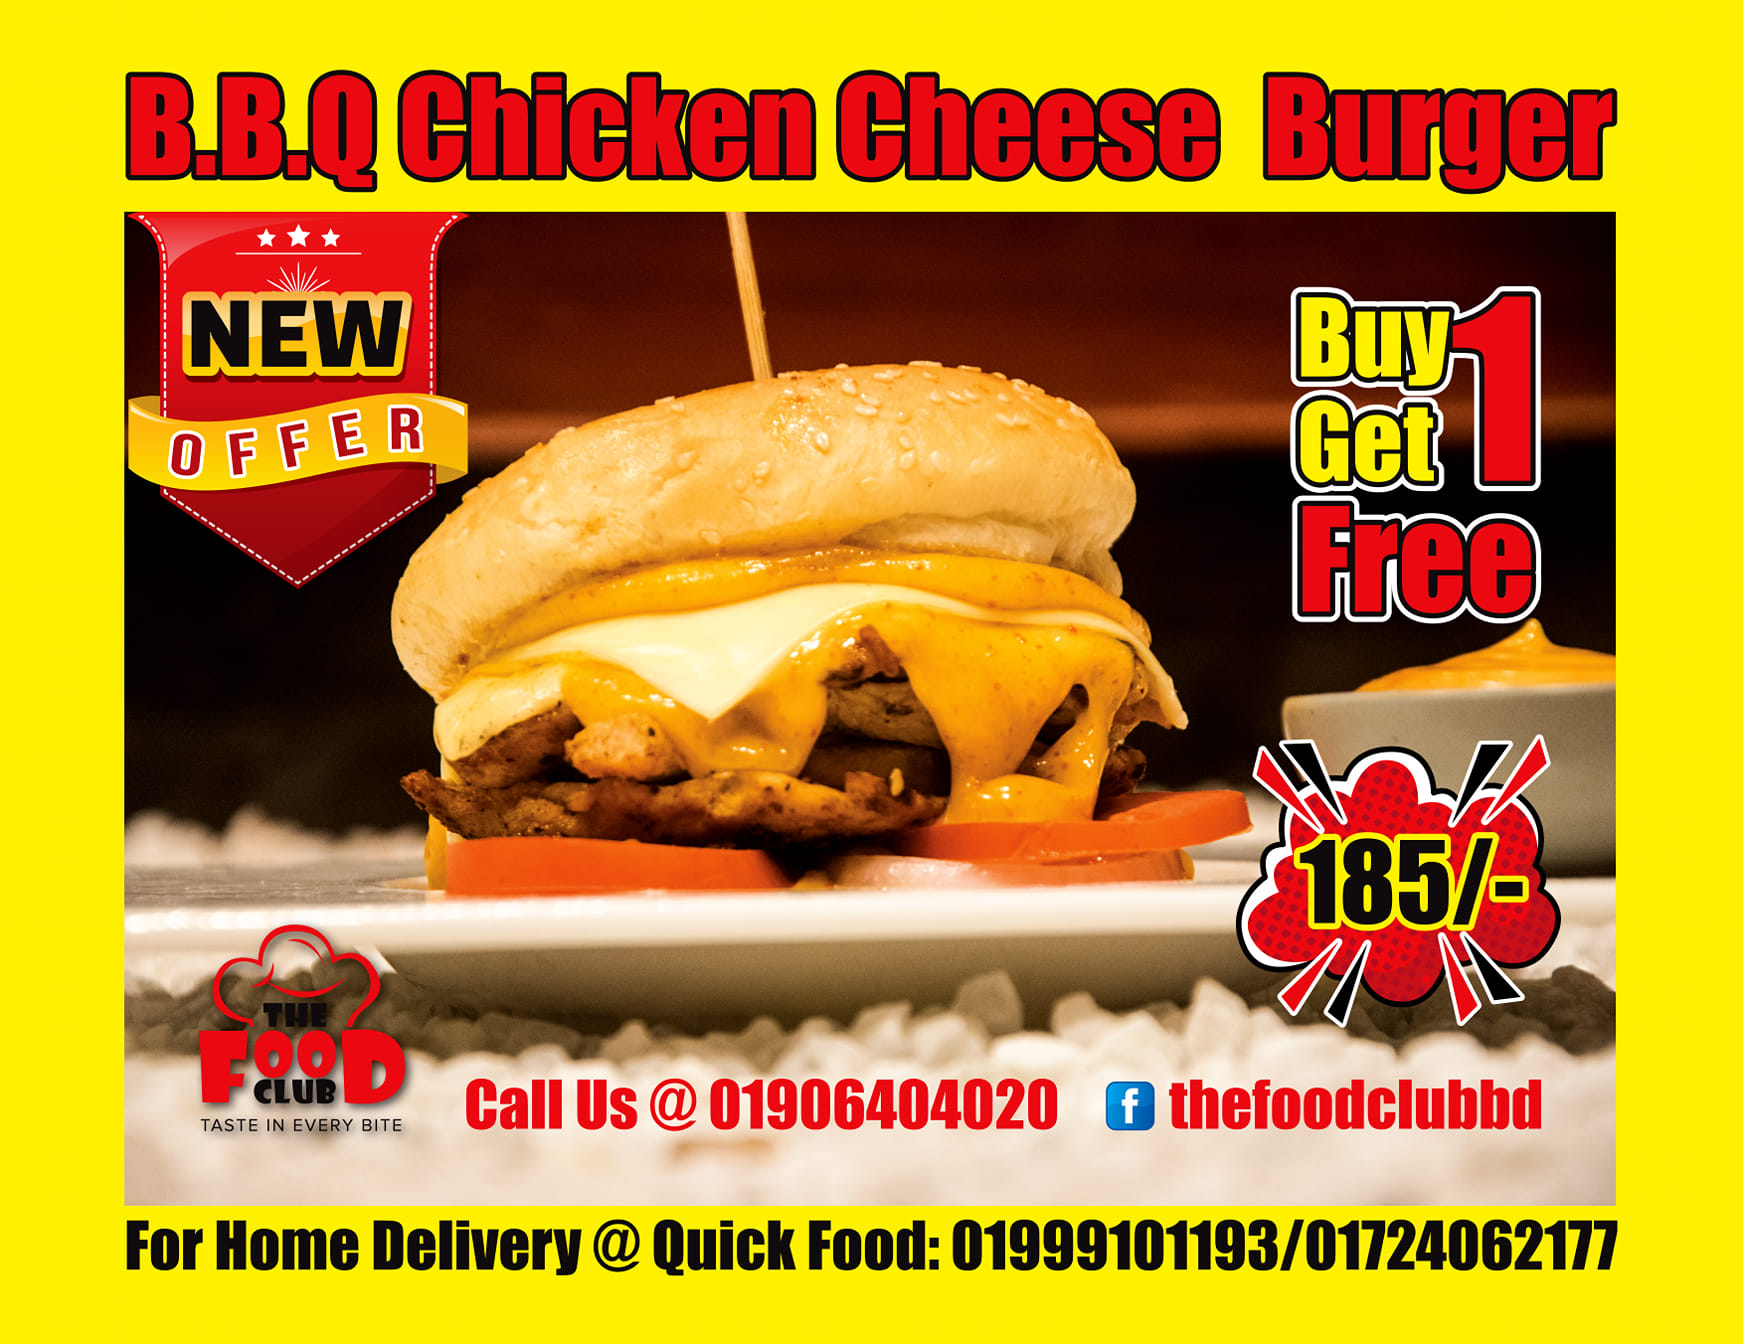 B.B.Q Chicken Cheese Burger
NEW
OFFER
Buy 1
Get
Free
185/-
THE
FOOD
CLUB
TASTE IN EVERY BITE
Call Us @ 01906404020
f thefoodclubbd
For Home Delivery @ Quick Food: 01999101193/01724062177